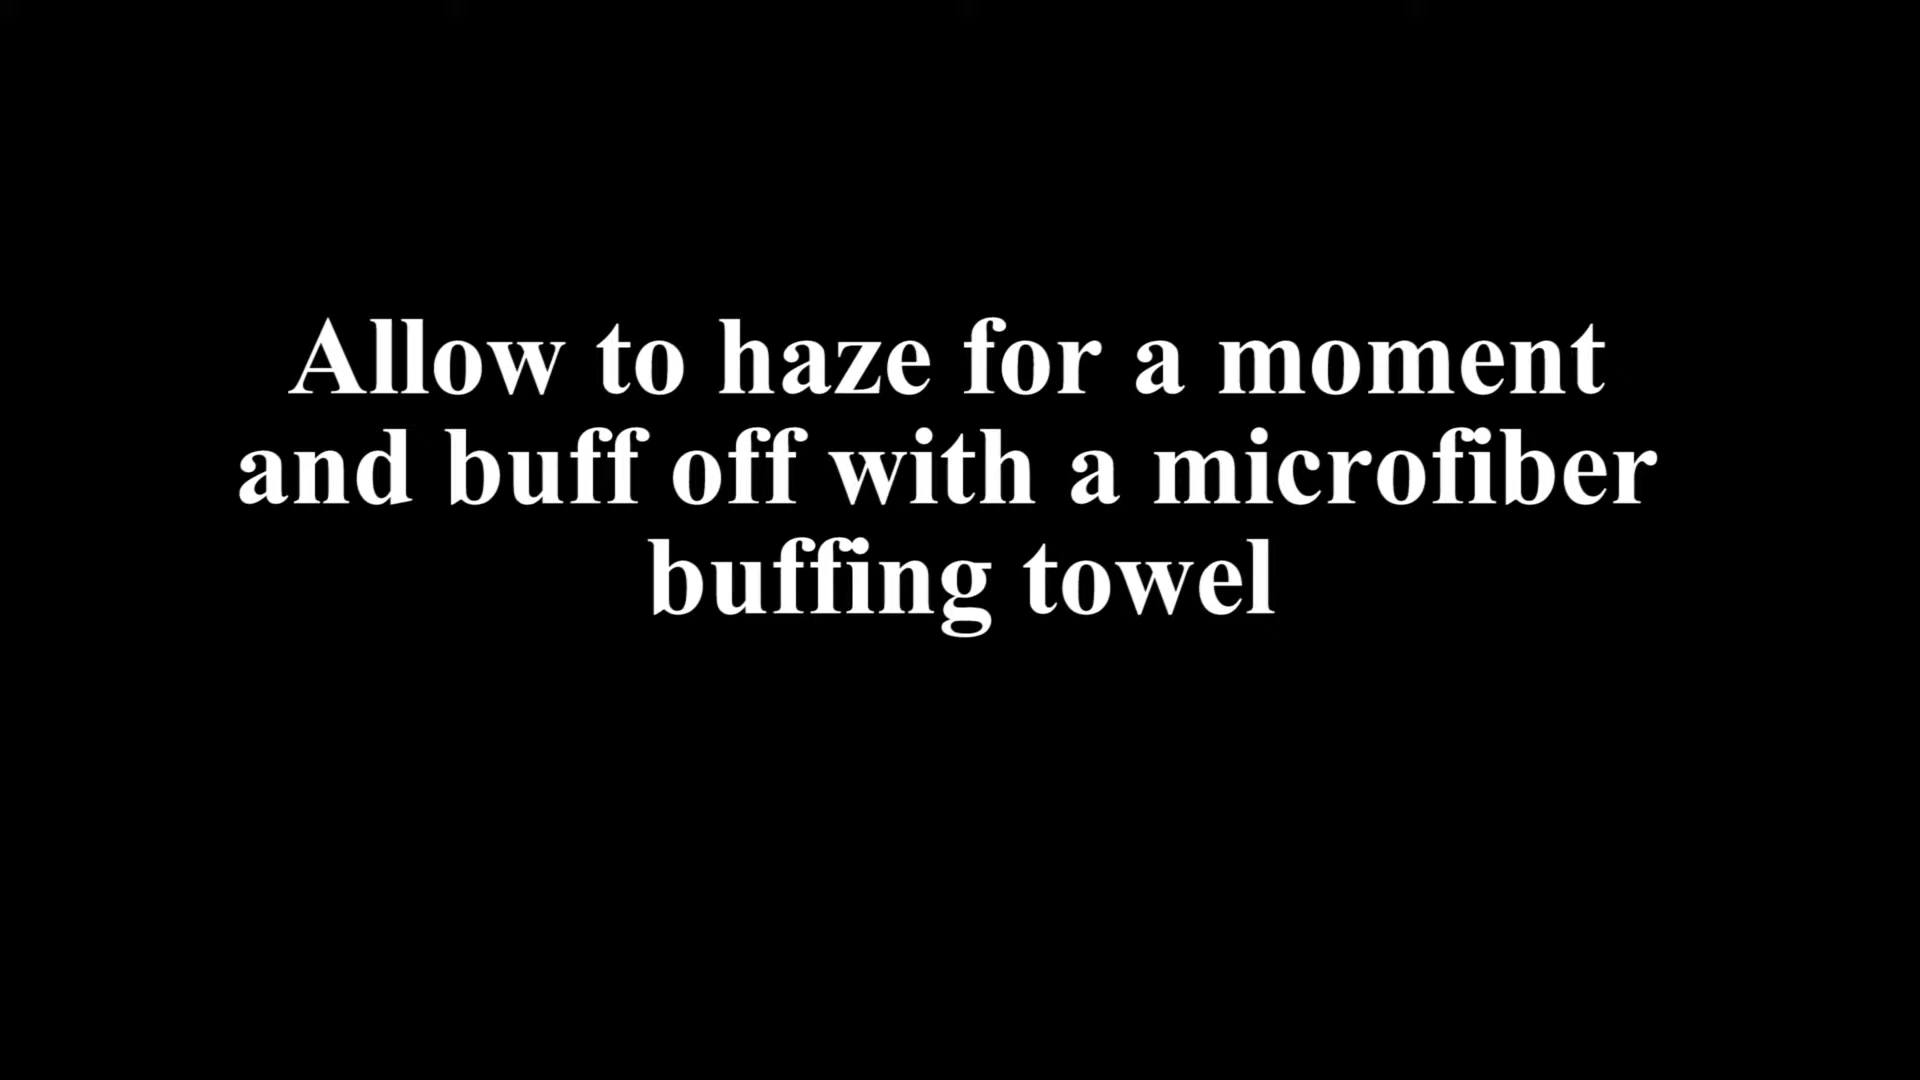 Allow to haze for a moment
and buff off with a microfiber
buffing towel